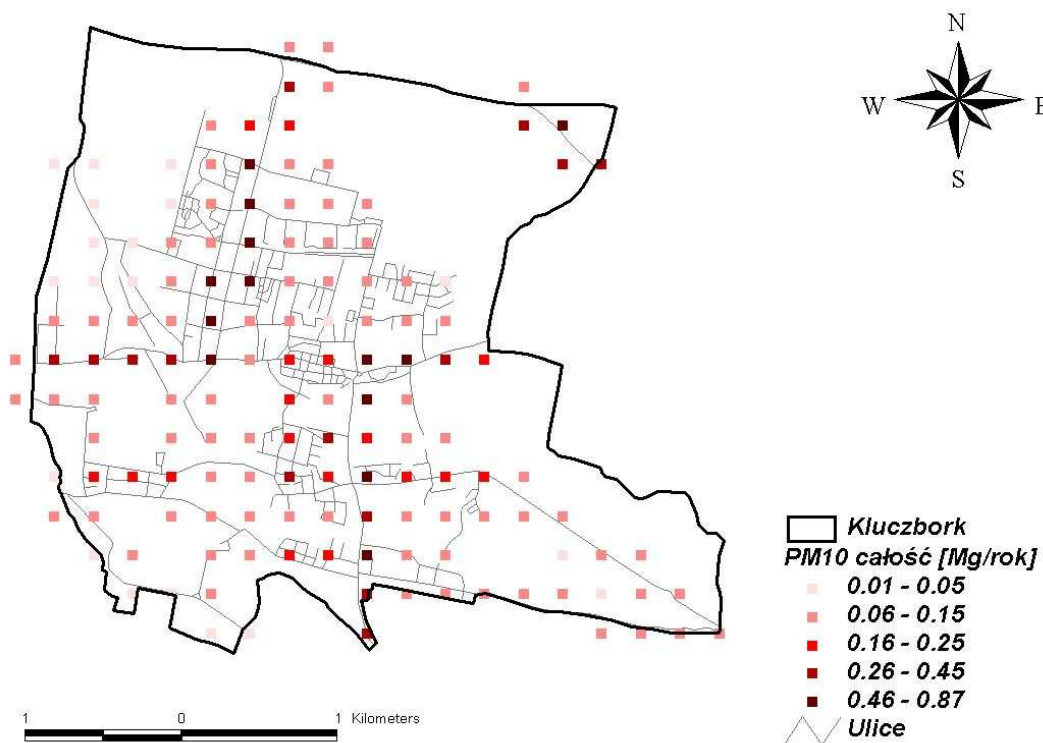 N
W E
S
Kluczbork
PM10 całość [Mg/rok]
0.01 - 0.05
0.06 - 0.15
0.16 - 0.25
0.26 - 0.45
0.46 - 0.87
Ulice
1 0 1 Kilometers